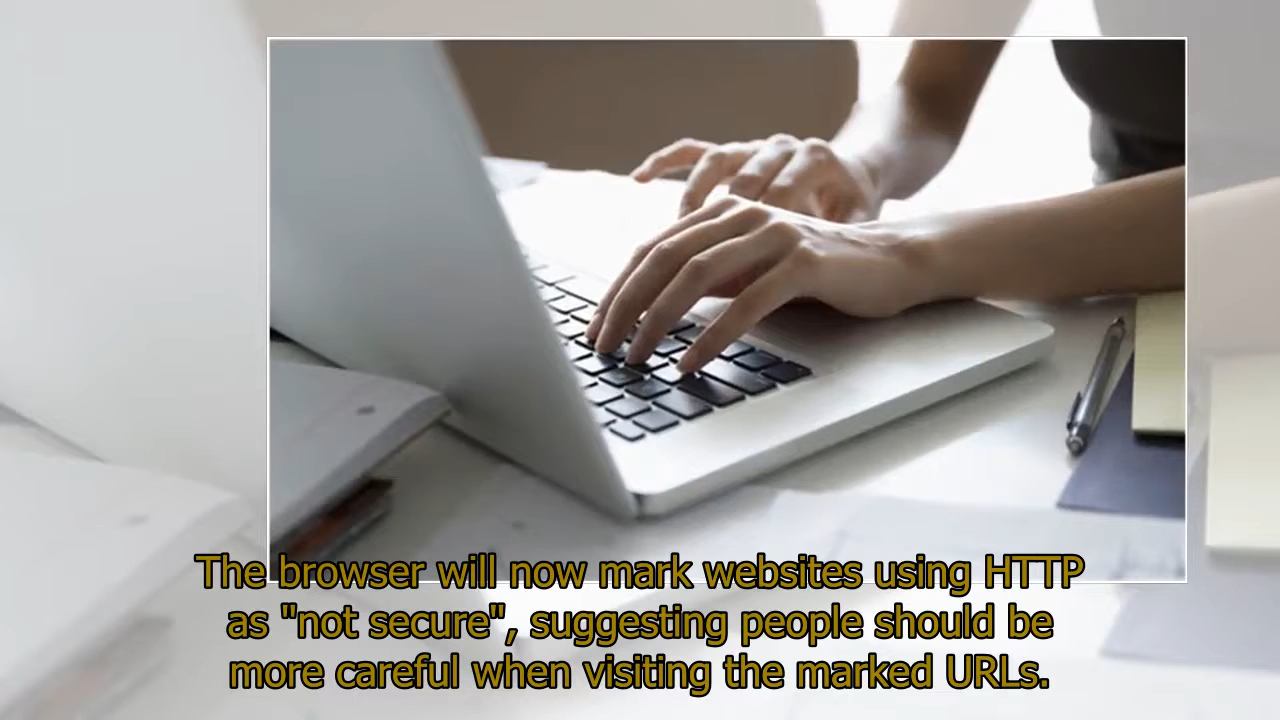 The browser will now mark websites using HTTP
as "not secure", suggesting people should be
more careful when visiting the marked URLs.